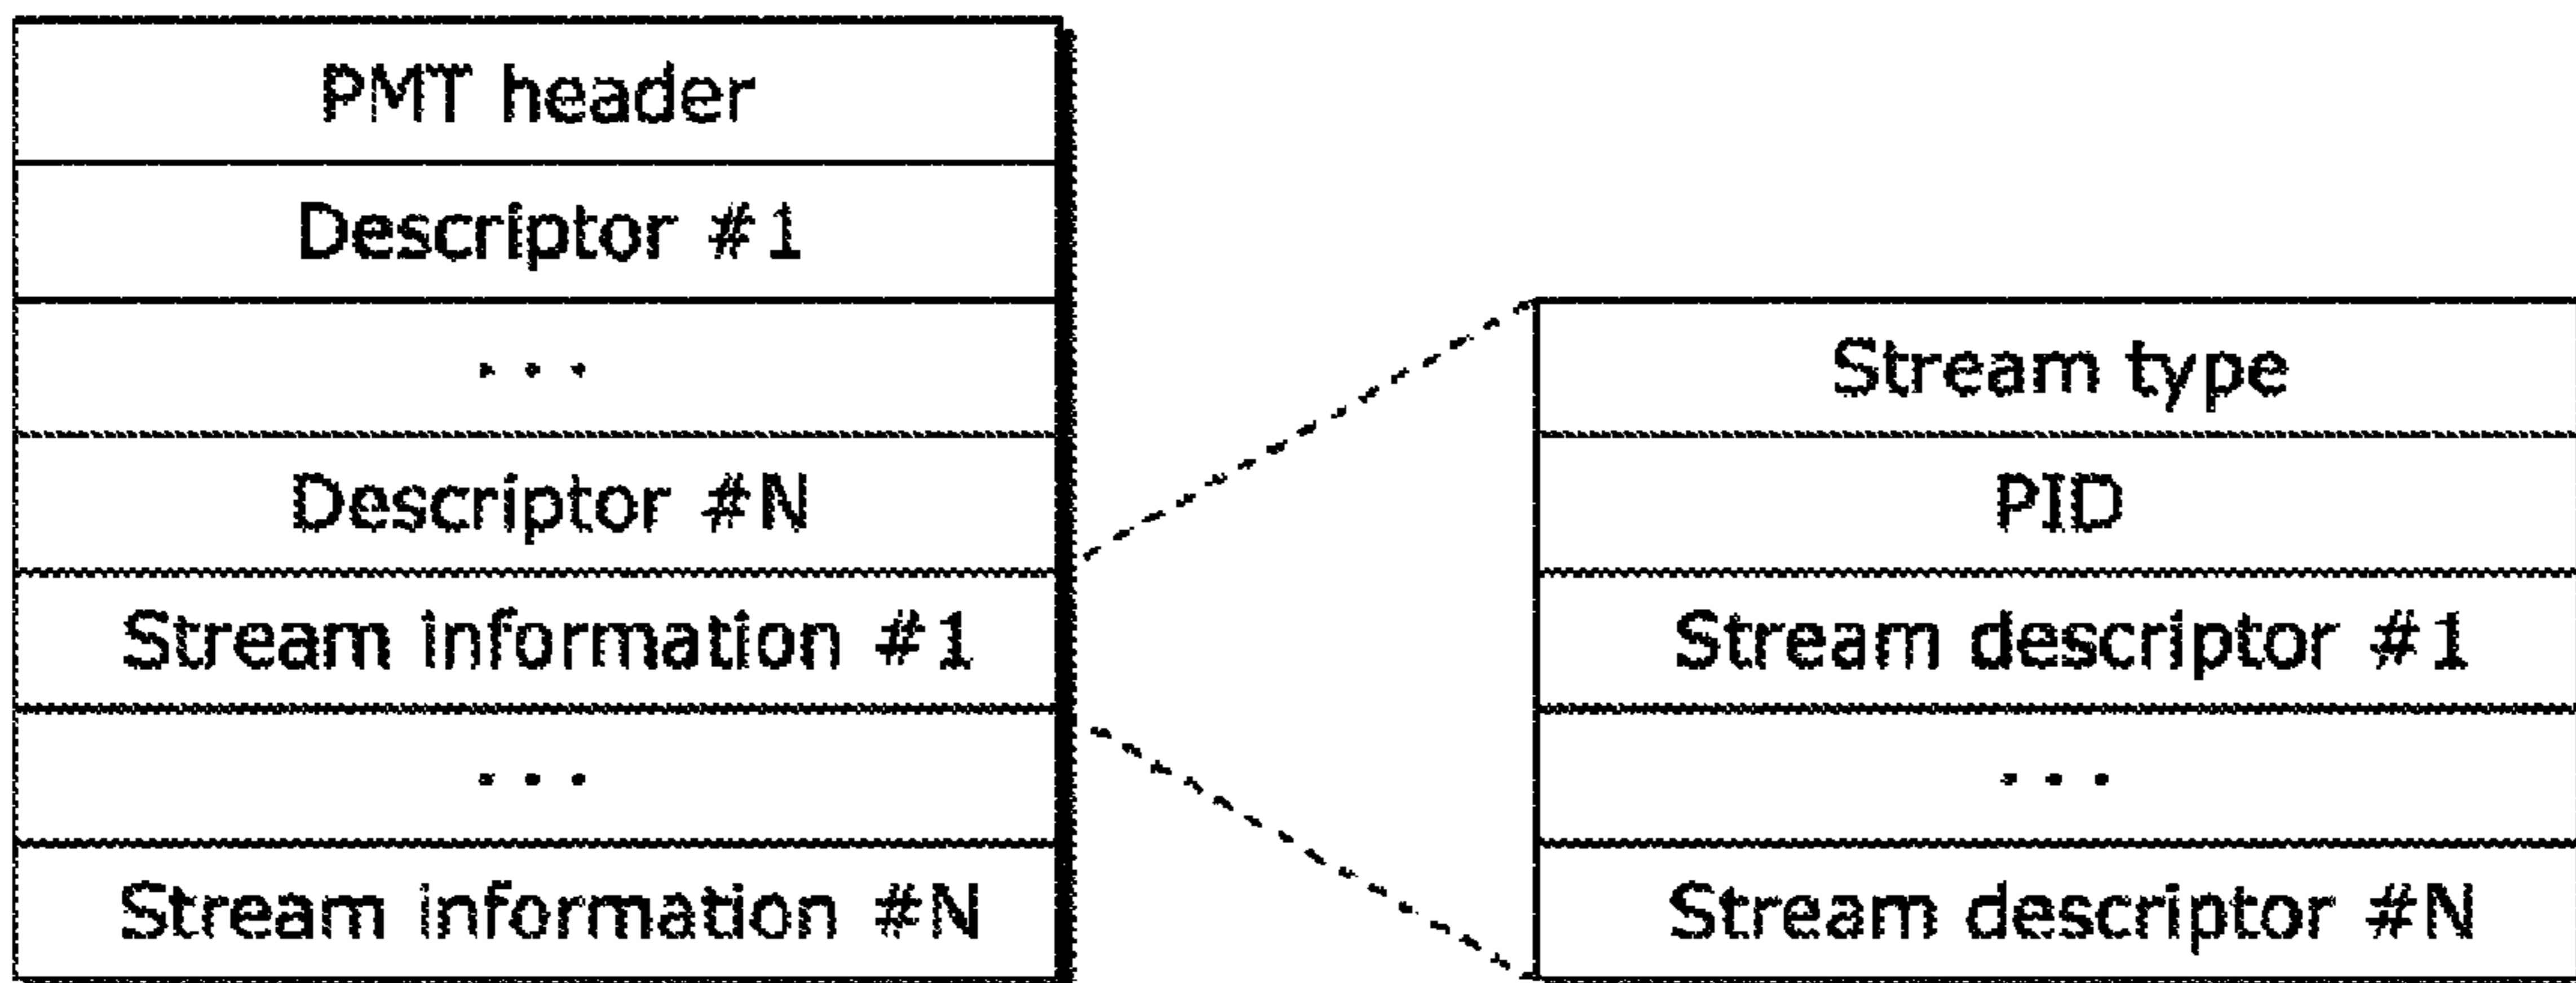 PMT header
Descriptor #1
...
Descriptor #N
Stream information #1
...
Stream information #N
Stream type
PID
Stream descriptor #1
...
Stream descriptor #N